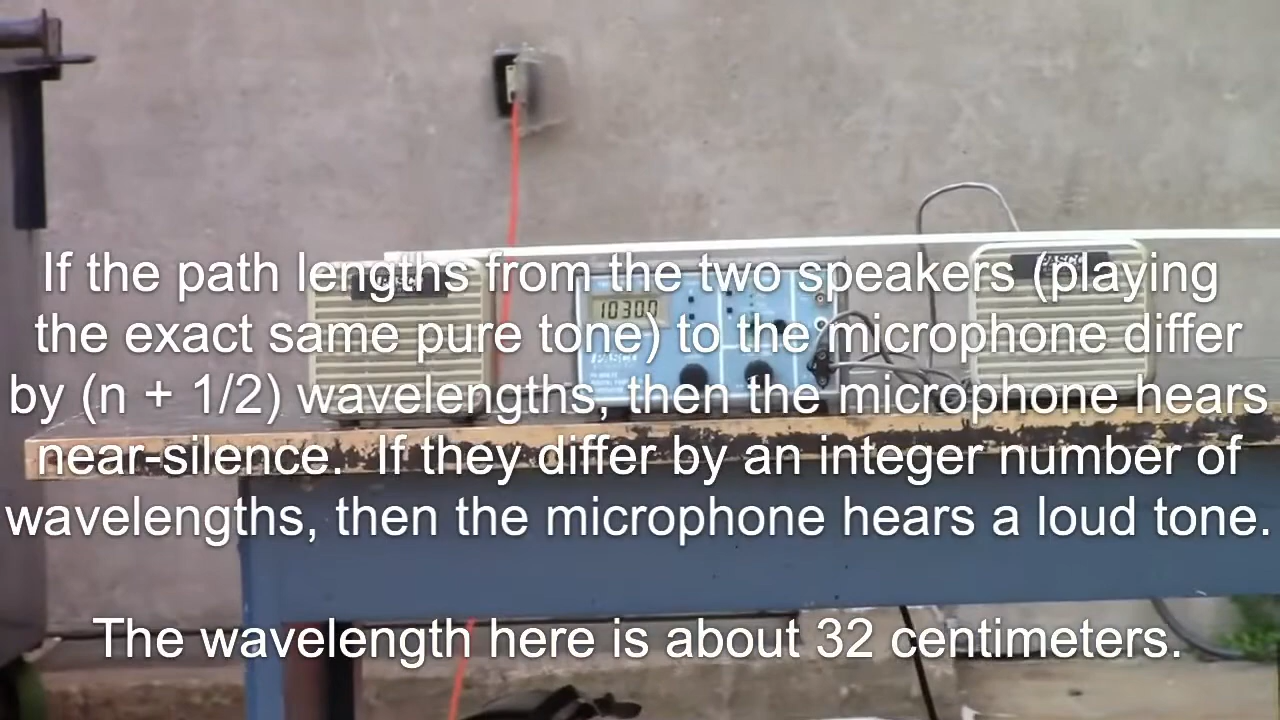 If the path lengths from the two speakers (playing
the exact same pure tone) to the microphone differ
by (n + 1/2) wavelengths, then the microphone hears
near-silence.  If they differ by an integer number of
wavelengths, then the microphone hears a loud tone.
The wavelength here is about 32 centimeters.
PASCO
10300
PASCO